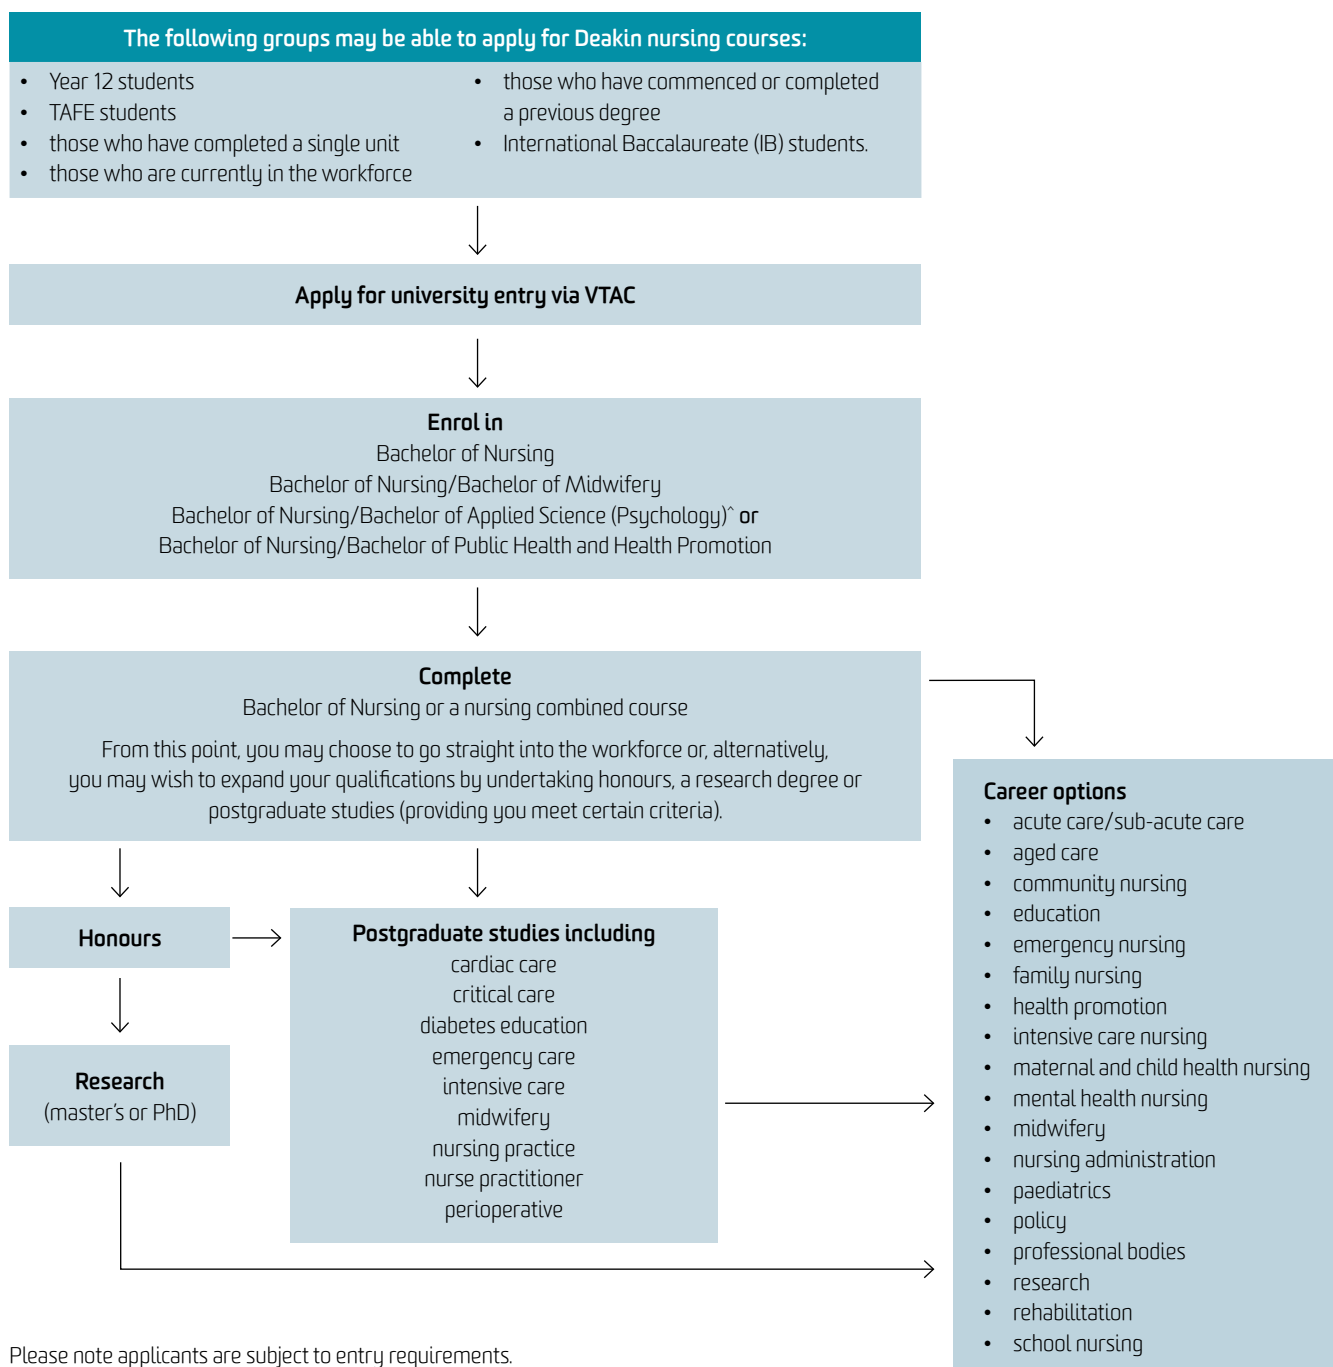 The following groups may be able to apply for Deakin nursing courses:
• Year 12 students
• TAFE students
• those who have completed a single unit
• those who are currently in the workforce
• those who have commenced or completed
a previous degree
• International Baccalaureate (IB) students.
Apply for university entry via VTAC
Enrol in
Bachelor of Nursing
Bachelor of Nursing/Bachelor of Midwifery
Bachelor of Nursing/Bachelor of Applied Science (Psychology)^ or
Bachelor of Nursing/Bachelor of Public Health and Health Promotion
Complete
Bachelor of Nursing or a nursing combined course
From this point, you may choose to go straight into the workforce or, alternatively,
you may wish to expand your qualifications by undertaking honours, a research degree or
postgraduate studies (providing you meet certain criteria).
Honours
Research
(master's or PhD)
Postgraduate studies including
cardiac care
critical care
diabetes education
emergency care
intensive care
midwifery
nursing practice
nurse practitioner
perioperative
Career options
• acute care/sub-acute care
• aged care
• community nursing
• education
• emergency nursing
• family nursing
• health promotion
• intensive care nursing
• maternal and child health nursing
• mental health nursing
• midwifery
• nursing administration
• paediatrics
• policy
• professional bodies
• research
• rehabilitation
• school nursing
Please note applicants are subject to entry requirements.